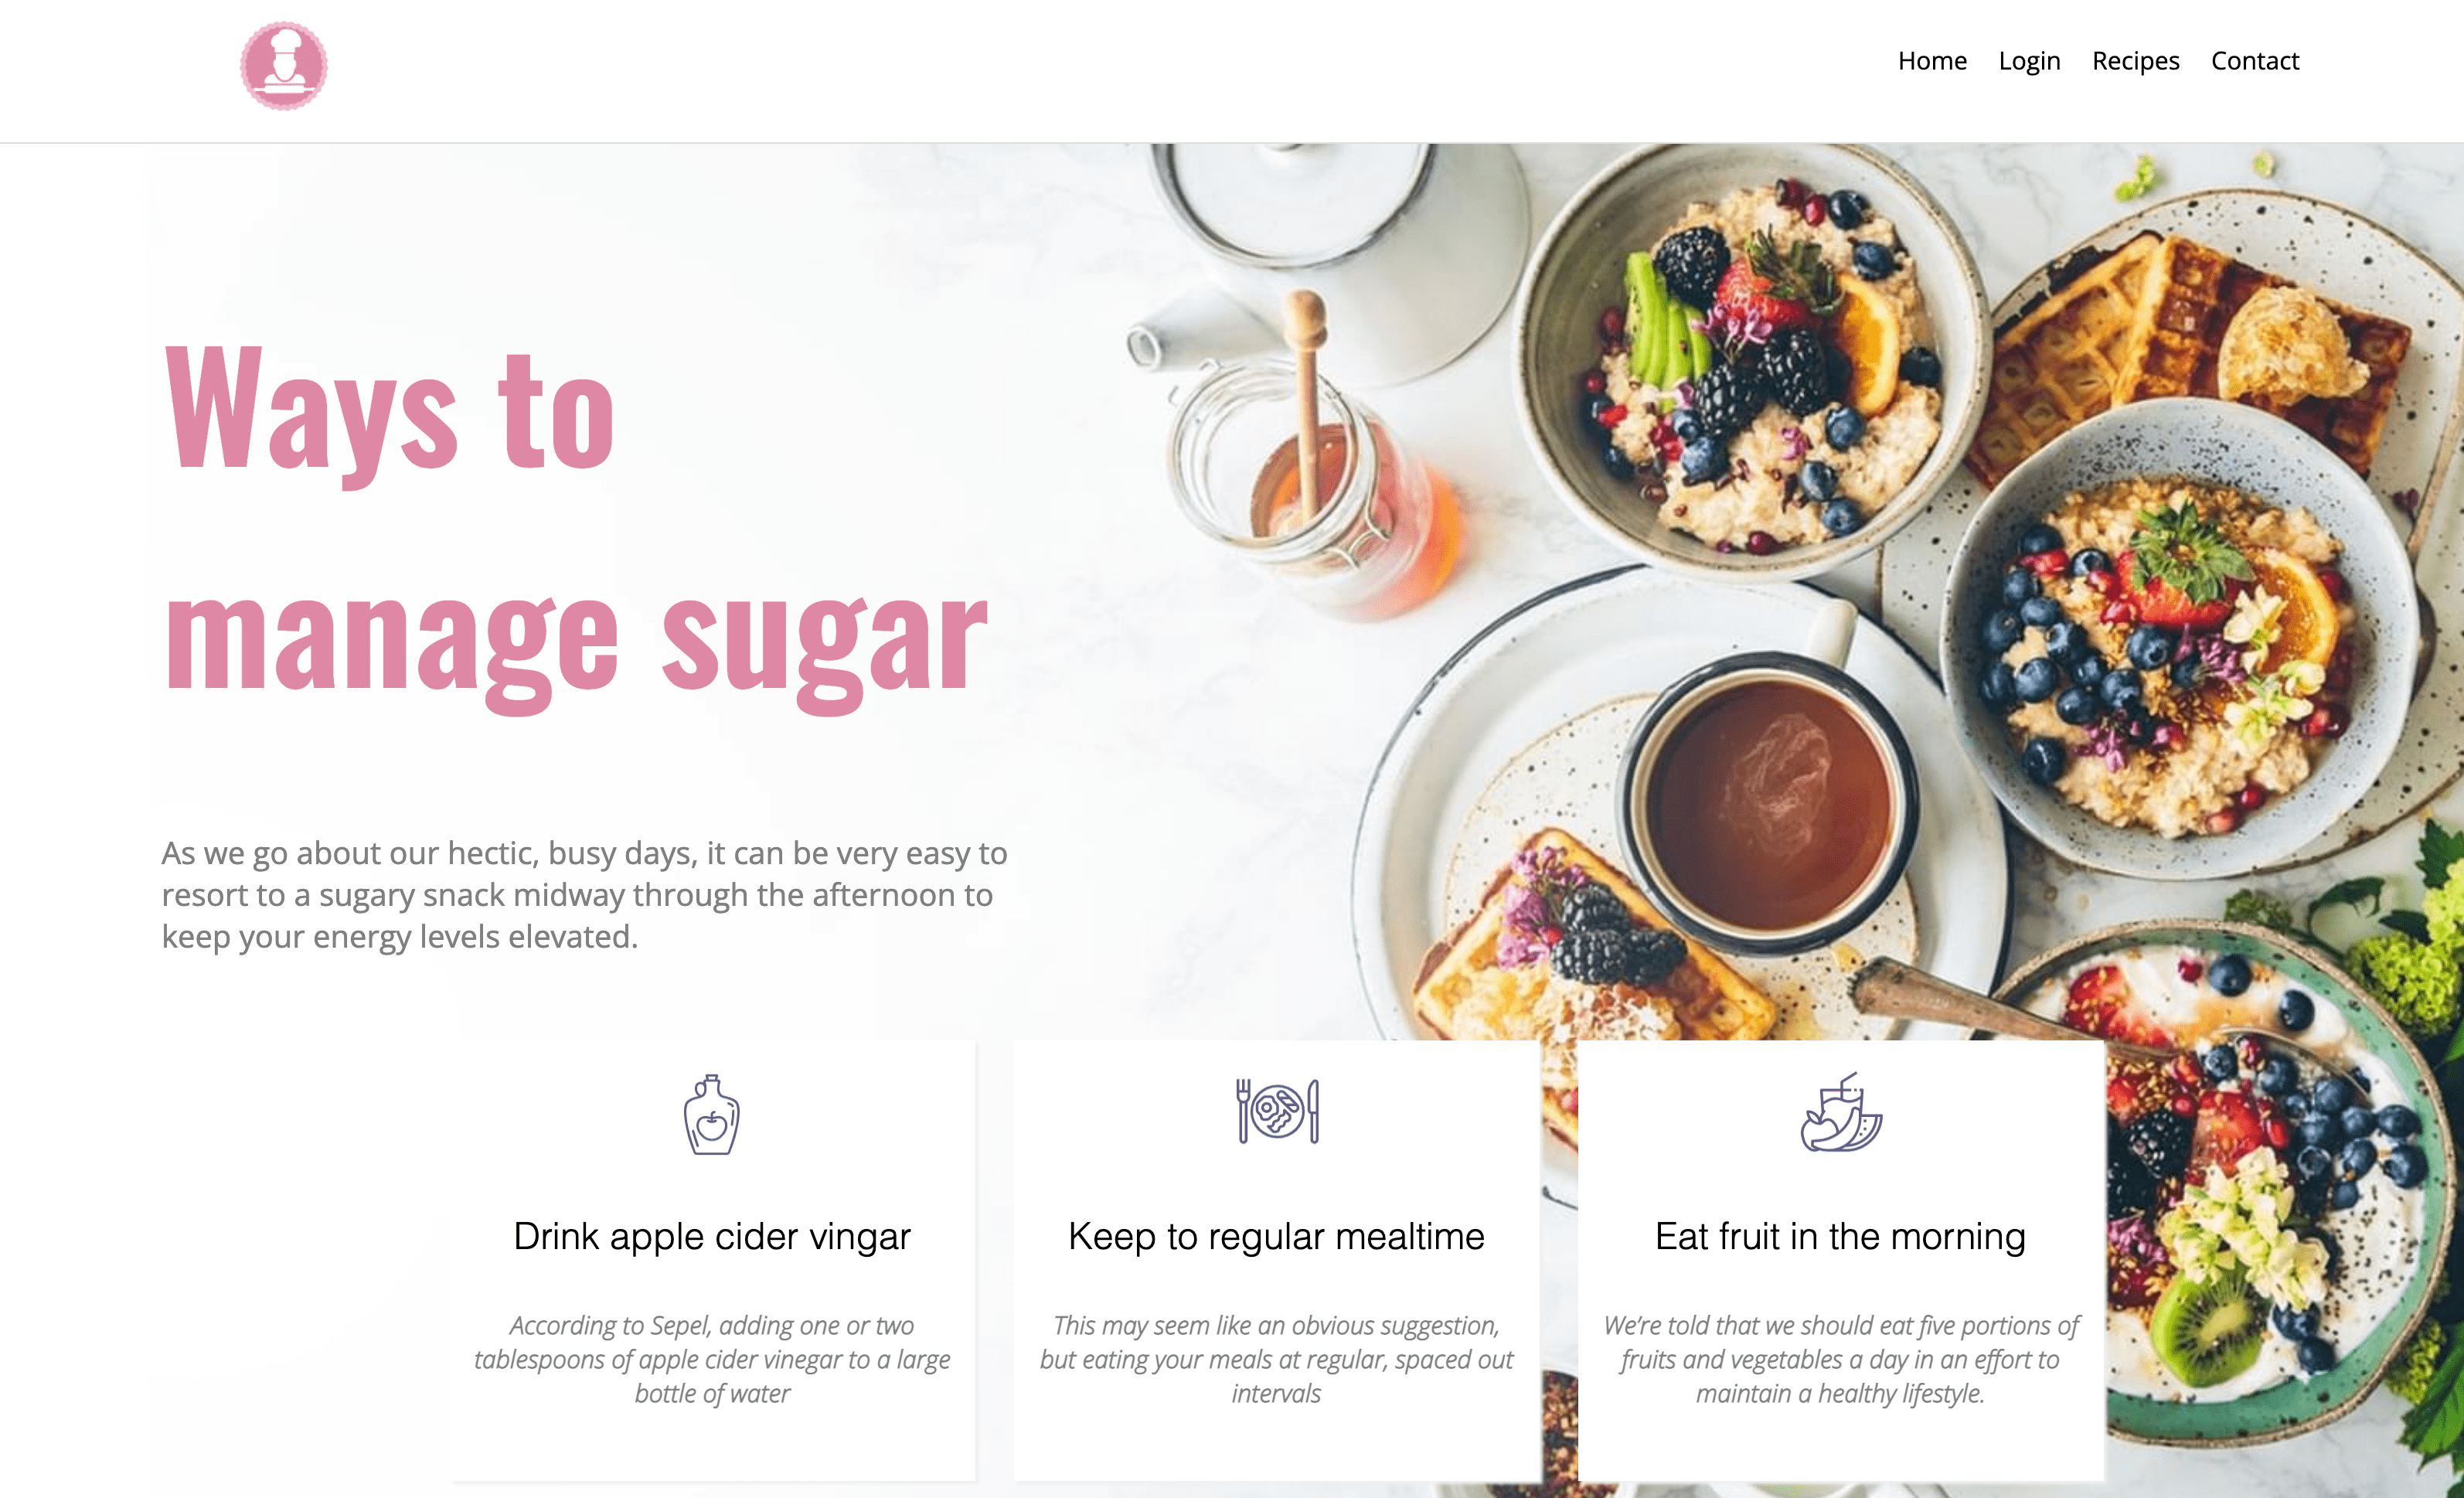 Home Login Recipes Contact
Ways to
manage sugar
As we go about our hectic, busy days, it can be very easy to
resort to a sugary snack midway through the afternoon to
keep your energy levels elevated.
Drink apple cider vingar
According to Sepel, adding one or two
tablespoons of apple cider vinegar to a large
bottle of water
Keep to regular mealtime
This may seem like an obvious suggestion,
but eating your meals at regular, spaced out
intervals
Eat fruit in the morning
We’re told that we should eat five portions of
fruits and vegetables a day in an effort to
maintain a healthy lifestyle.